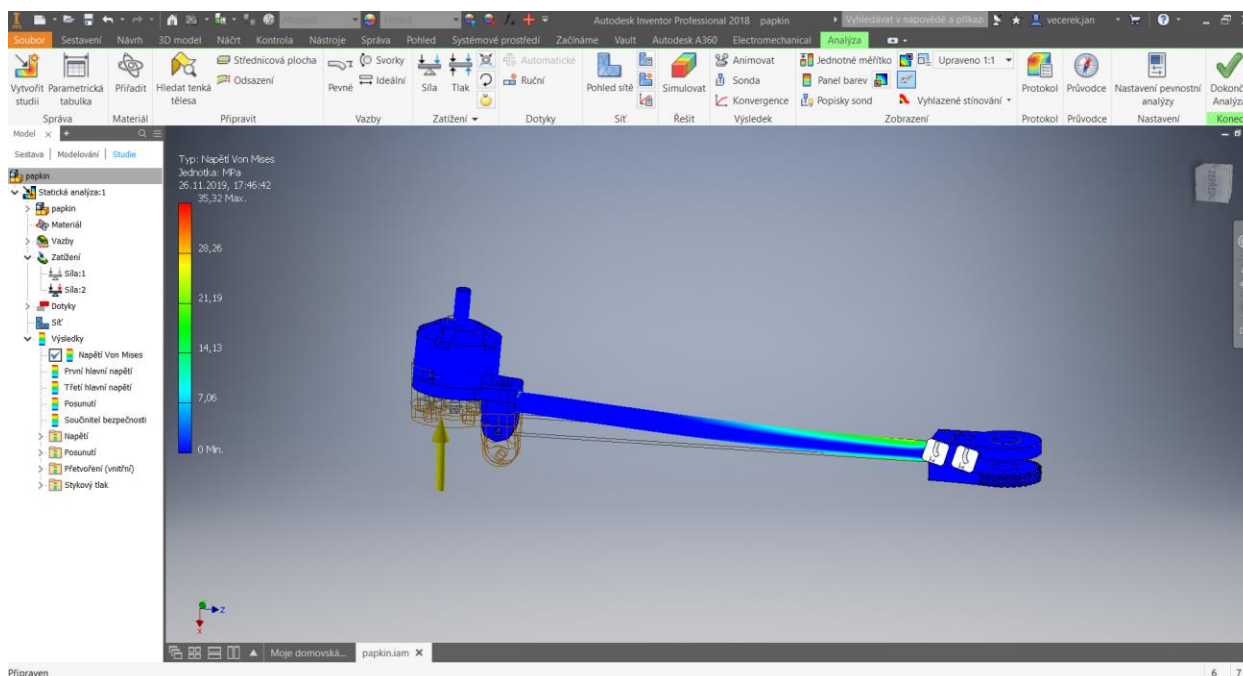 Autodesk Inventor Professional 2018 papkin
Vyhledávat v nápovědě a příkaz
vecerek.jan
Soubor Sestavení Návrh 3D model Náčrt Kontrola Nástroje Správa Pohled Systémové prostředí Začínáme Vault Autodesk A360 Electromechanical Analýza
Vytvořit studii
Parametrická tabulka
Přiřadit
Hledat tenká tělesa
Střednicová plocha
Odsazení
Pevné
Svorky
Ideální
Síla
Tlak
Automatické
Ruční
Pohled sítě
Simulovat
Animovat
Sonda
Konvergence
Jednotné měřítko
Panel barev
Popisky sond
Upraveno 1:1
Vyhlazené stínování
Protokol
Průvodce
Nastavení pevnostní analýzy
Dokonč
Analýz
Správa Materiál Připravit Vazby Zatížení Dotyky Síť Řešit Výsledek Zobrazení Protokol Průvodce Nastavení Konec
Model
Sestava Modelování Studie
papkin
Statická analýza:1
papkin
Materiál
Vazby
Zatížení
Síla:1
Síla:2
Dotyky
Síť
Výsledky
Napětí Von Mises
První hlavní napětí
Třetí hlavní napětí
Posunutí
Součinitel bezpečnosti
Napětí
Posunutí
Přetvoření (vnitřní)
Stykový tlak
Typ: Napětí Von Mises
Jednotka: MPa
26.11.2019, 17:46:42
35,32 Max.
28,26
21,19
14,13
7,06
0 Min.
Z
X
Moje domovská... papkin.iam
Připraven
6 7